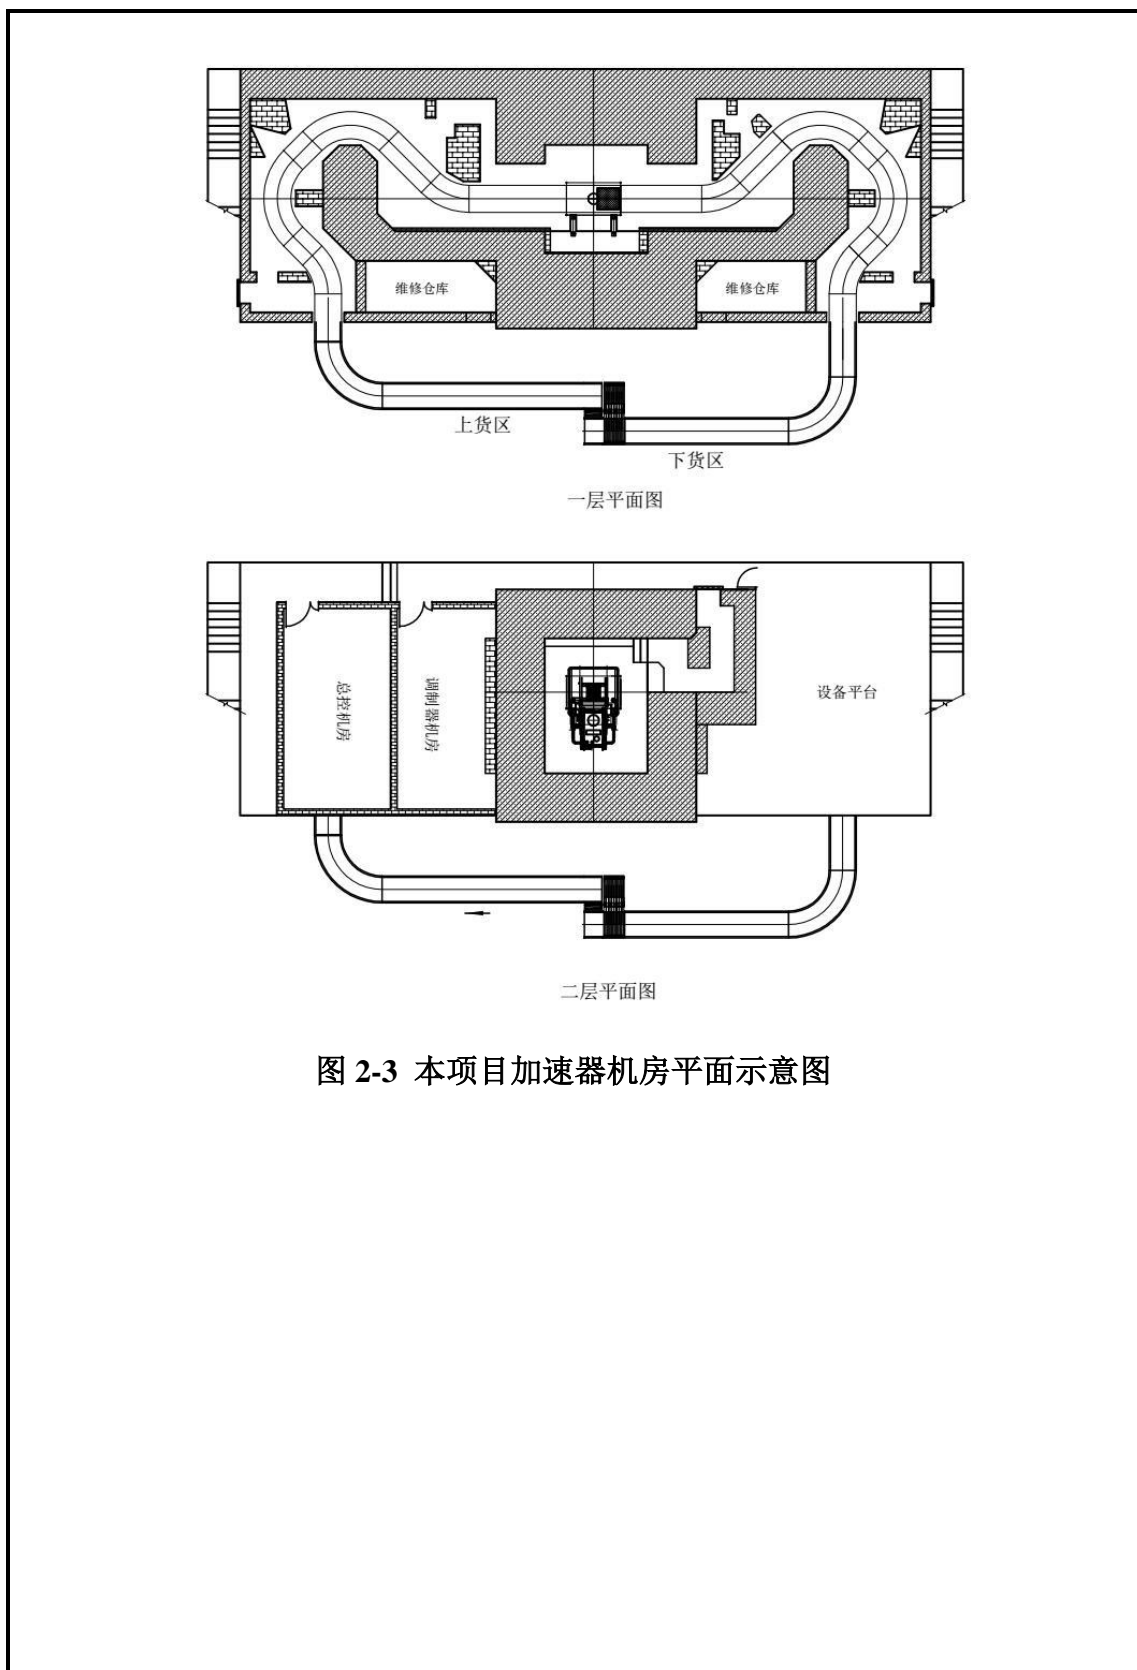 维修仓库
维修仓库
上货区
下货区
一层平面图
总控机房
调制器机房
设备平台
二层平面图
图 2-3 本项目加速器机房平面示意图